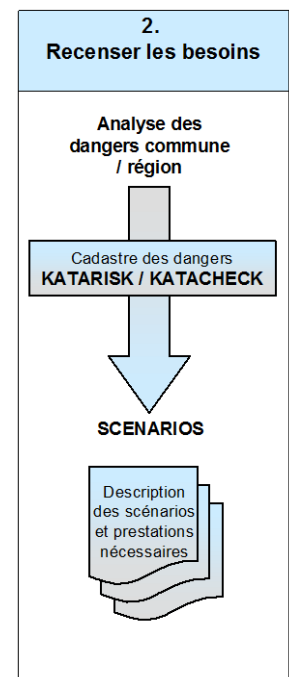 2.
Recenser les besoins
Analyse des
dangers commune
/ région
Cadastre des dangers
KATARISK / KATACHECK
SCENARIOS
Description
des scénarios
et prestations
nécessaires